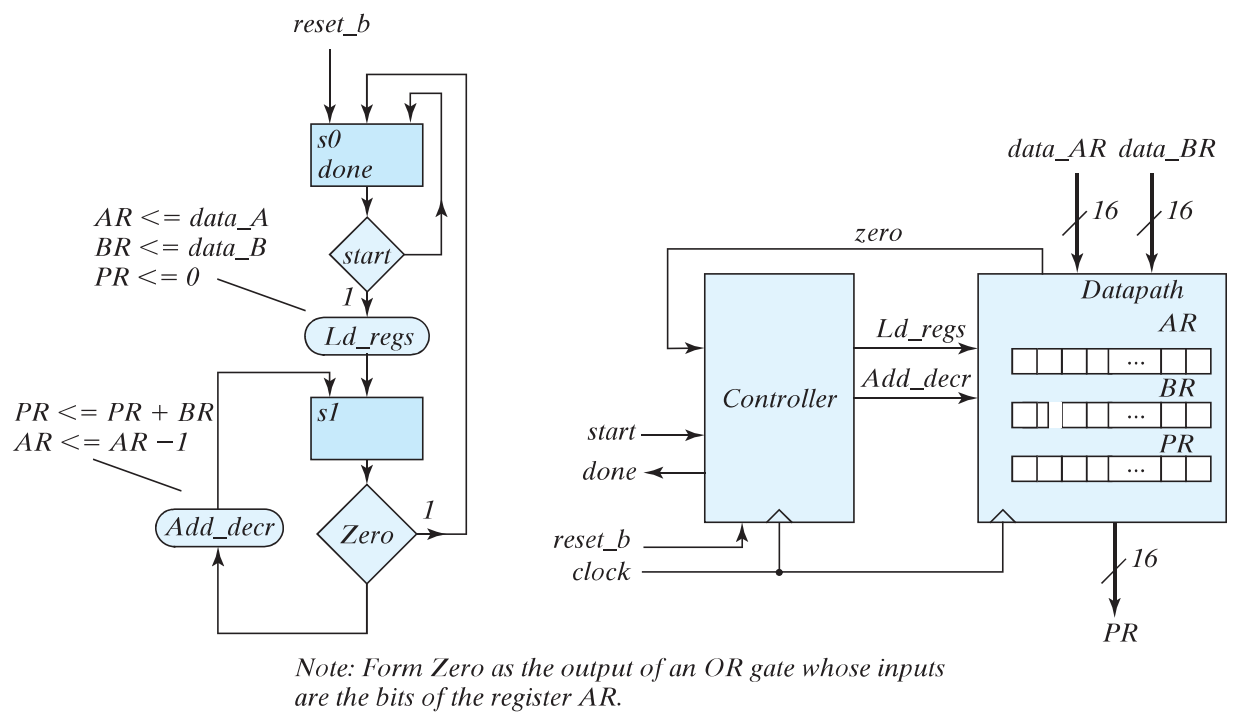 reset_b
s0
done
AR <= data_A
BR <= data_B
PR <= 0
start
1
Ld_regs
s1
PR <= PR + BR
AR <= AR −1
Add_decr
Zero
1
data_AR data_BR
16 16
zero
Datapath
AR
Ld_regs
...
Add_decr
BR
Controller
...
start
PR
done
...
reset_b
clock
16
PR
Note: Form Zero as the output of an OR gate whose inputs
are the bits of the register AR.